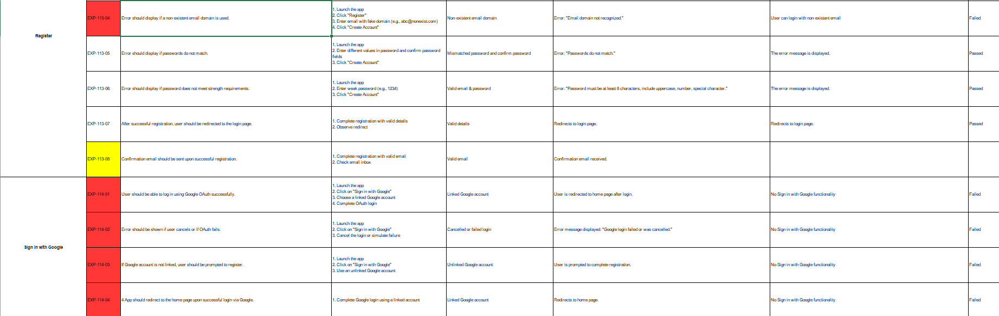 Register
EXP-113-04
Error should display if a non-existent email domain is used.
1. Launch the app
2. Click "Register"
3. Enter email with fake domain (e.g., abc@nonexist.com)
4. Click "Create Account"
Non-existent email domain
Error: "Email domain not recognized."
User can login with non-existant email
Failed
EXP-113-05
Error should display if passwords do not match.
1. Launch the app
2. Enter different values in password and confirm password
fields
3. Click "Create Account"
Mismatched password and confirm password
Error: "Passwords do not match."
The error message is displayed.
Passed
EXP-113-06
Error should display if password does not meet strength requirements.
1. Launch the app
2. Enter weak password (e.g., 1234)
3. Click "Create Account"
Valid email & password
Error: "Password must be at least 8 characters, include uppercase, number, special character."
The error message is displayed.
Passed
EXP-113-07
After successful registration, user should be redirected to the login page.
1. Complete registration with valid details
2. Observe redirect
Valid details
Redirects to login page.
Redirects to login page.
Passed
EXP-113-08
Confirmation email should be sent upon successful registration.
1. Complete registration with valid email
2. Check email inbox
Valid email
Confirmation email received.
Sign in with Google
EXP-114-01
User should be able to log in using Google OAuth successfully.
1. Launch the app
2. Click on "Sign in with Google"
3. Choose a linked Google account
4. Complete OAuth login
Linked Google account
User is redirected to home page after login.
No Sign in with Google functionality
Failed
EXP-114-02
Error should be shown if user cancels or if OAuth fails.
1. Launch the app
2. Click on "Sign in with Google"
3. Cancel the login or simulate failure
Cancelled or failed login
Error message displayed: "Google login failed or was cancelled."
No Sign in with Google functionality
Failed
EXP-114-03
If Google account is not linked, user should be prompted to register.
1. Launch the app
2. Click on "Sign in with Google"
3. Use an unlinked Google account
Unlinked Google account
User is prompted to complete registration.
No Sign in with Google functionality
Failed
EXP-114-04
4 App should redirect to the home page upon successful login via Google.
1. Complete Google login using a linked account
Linked Google account
Redirects to home page.
No Sign in with Google functionality
Failed